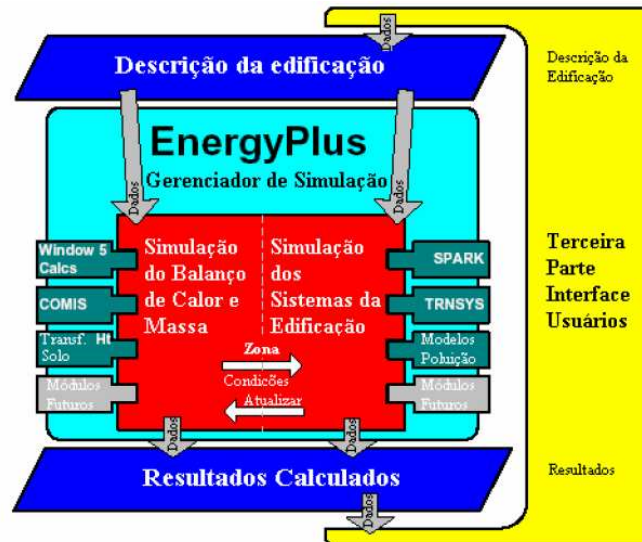 Dados
Descrição da edificação
Descrição da
Edificação
EnergyPlus
Gerenciador de Simulação
Dados
Dados
Window 5
Calcs
COMIS
Transf. Ht
Solo
Módulos
Futuros
Simulação
do Balanço
de Calor e
Massa
Simulação
dos
Sistemas da
Edificação
Zona
Condições
Atualizar
SPARK
TRNSYS
Modelos
Poluição
Módulos
Futuros
Terceira
Parte
Interface
Usuários
Dados
Dados
Resultados Calculados
Resultados
Dados